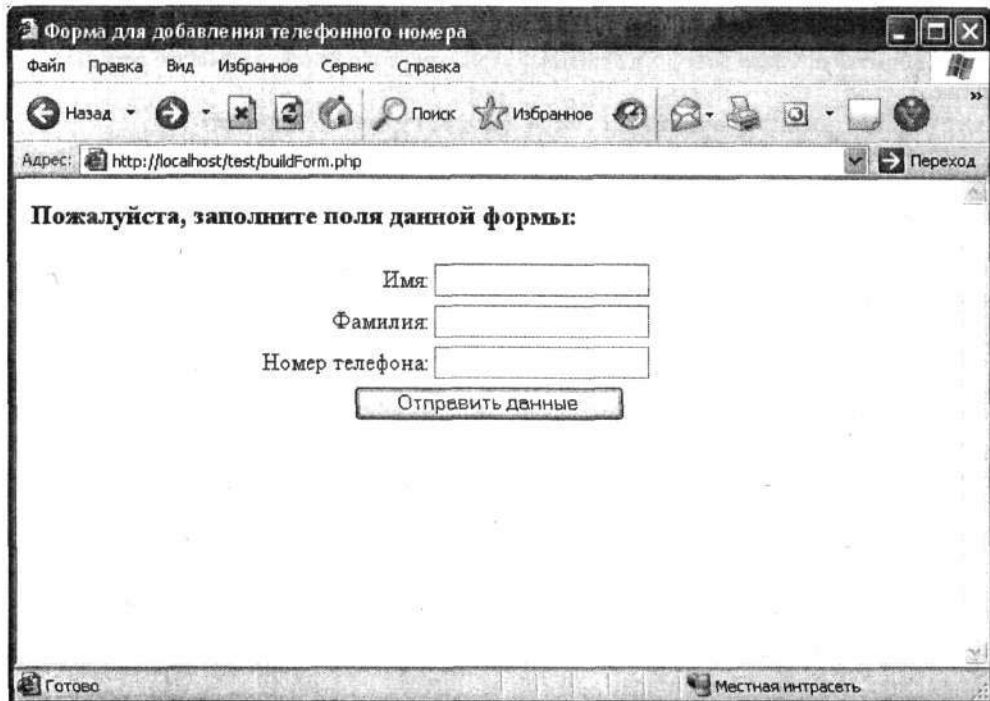 Форма для добавления телефонного номера
Файл Правка Вид Избранное Сервис Справка
Назад Поиск Избранное »
Адрес: http://localhost/test/buildForm.php Переход
Пожалуйста, заполните поля данной формы:
Имя:
Фамилия:
Номер телефона:
Отправить данные
Готово Местная интрасеть